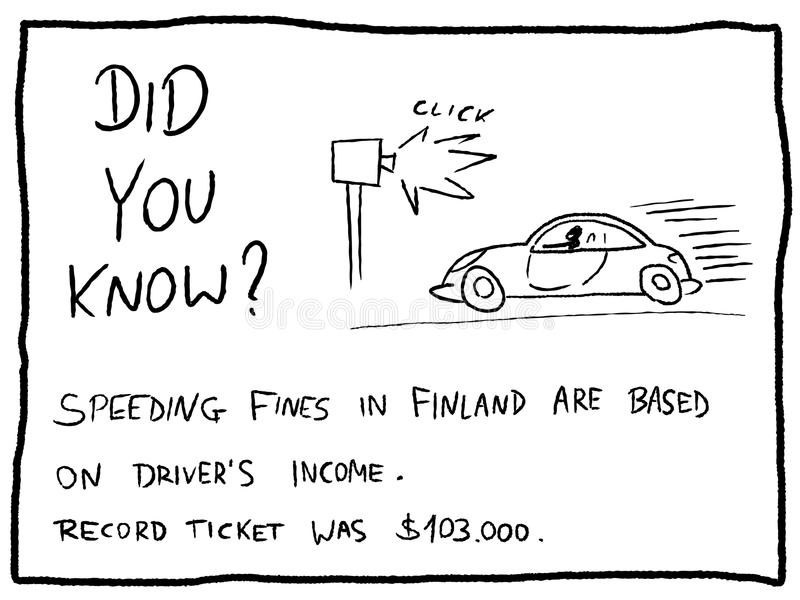 DID
YOU
KNOW?
CLICK
SPEEDING FINES IN FINLAND ARE BASED
ON DRIVER'S INCOME.
RECORD TICKET WAS $103.000.
dreamstime.com